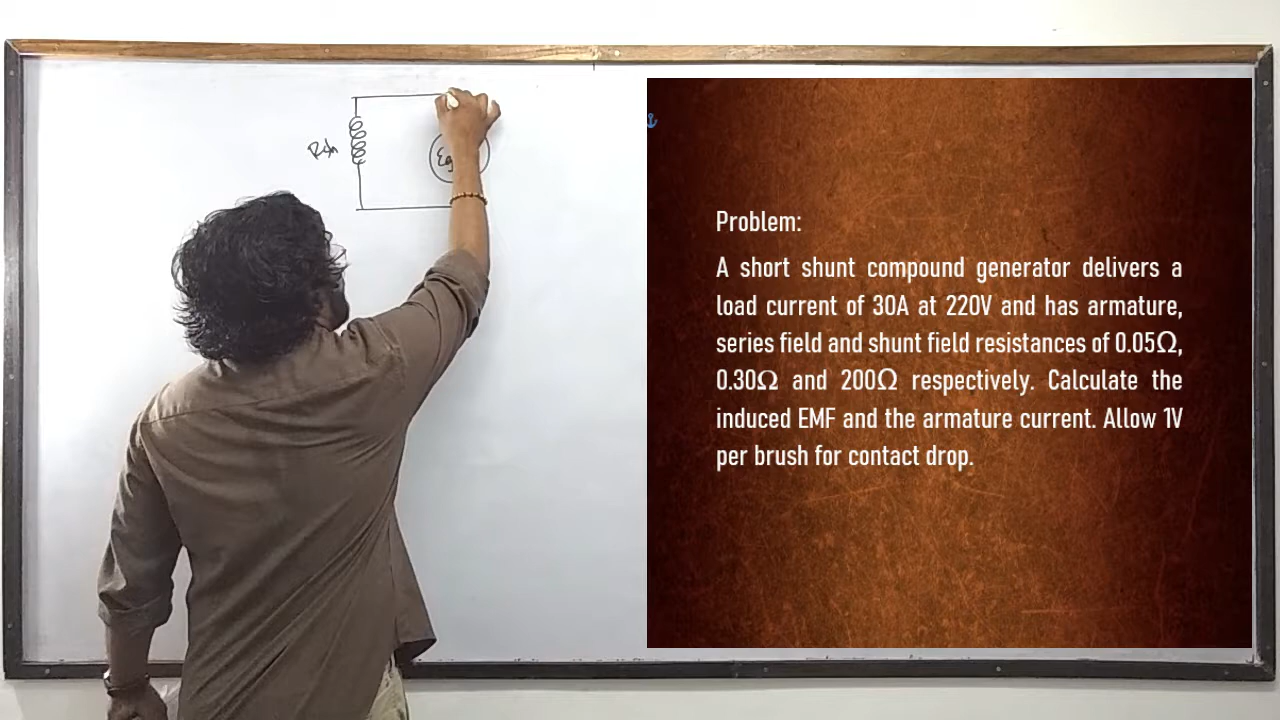 Rsh
Eg
Problem:
A short shunt compound generator delivers a
load current of 30A at 220V and has armature,
series field and shunt field resistances of 0.05Ω,
0.30Ω and 200Ω respectively. Calculate the
induced EMF and the armature current. Allow 1V
per brush for contact drop.